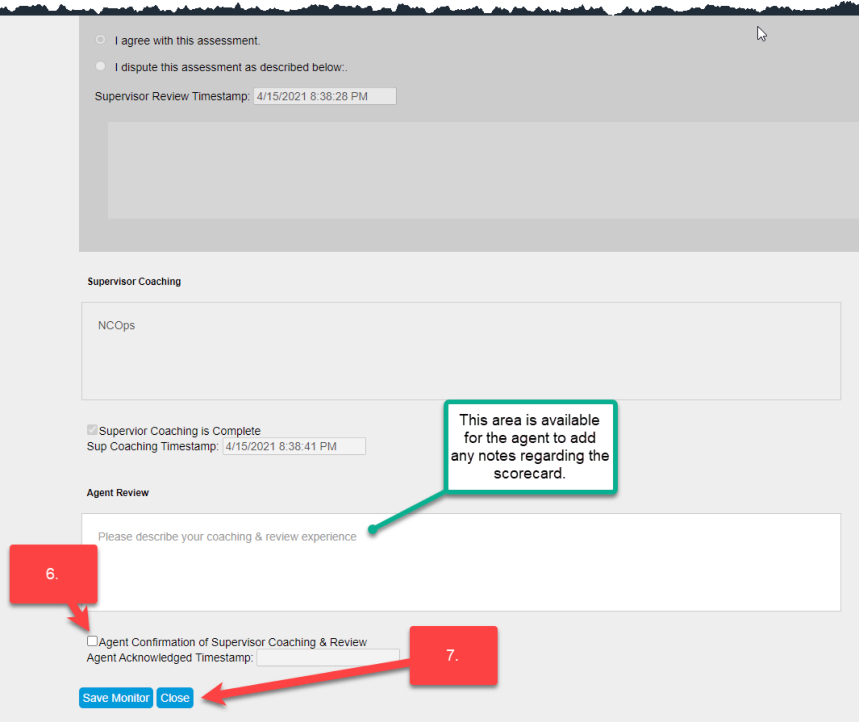 I agree with this assessment.
I dispute this assessment as described below:.
Supervisor Review Timestamp: 4/15/2021 8:38:28 PM
Supervisor Coaching
NCOps
This area is available
for the agent to add
any notes regarding the
scorecard.
Supervior Coaching is Complete
Sup Coaching Timestamp: 4/15/2021 8:38:41 PM
Agent Review
Please describe your coaching & review experience
6.
Agent Confirmation of Supervisor Coaching & Review
Agent Acknowledged Timestamp:
7.
Save Monitor Close